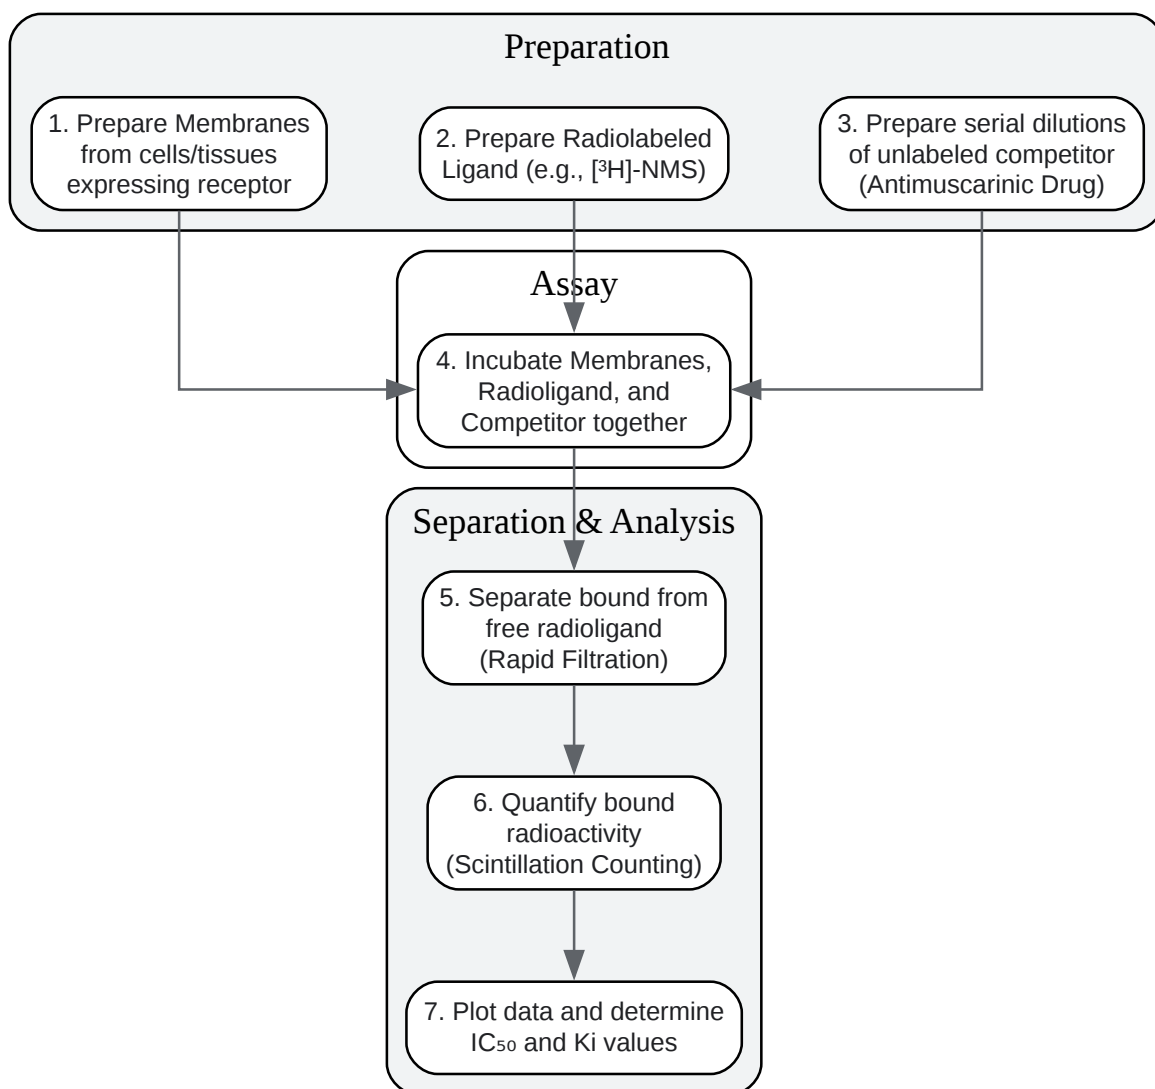 Preparation
1. Prepare Membranes
from cells/tissues
expressing receptor
2. Prepare Radiolabeled
Ligand (e.g., [³H]-NMS)
3. Prepare serial dilutions
of unlabeled competitor
(Antimuscarinic Drug)
Assay
4. Incubate Membranes,
Radioligand, and
Competitor together
Separation & Analysis
5. Separate bound from
free radioligand
(Rapid Filtration)
6. Quantify bound
radioactivity
(Scintillation Counting)
7. Plot data and determine
IC₅₀ and Ki values